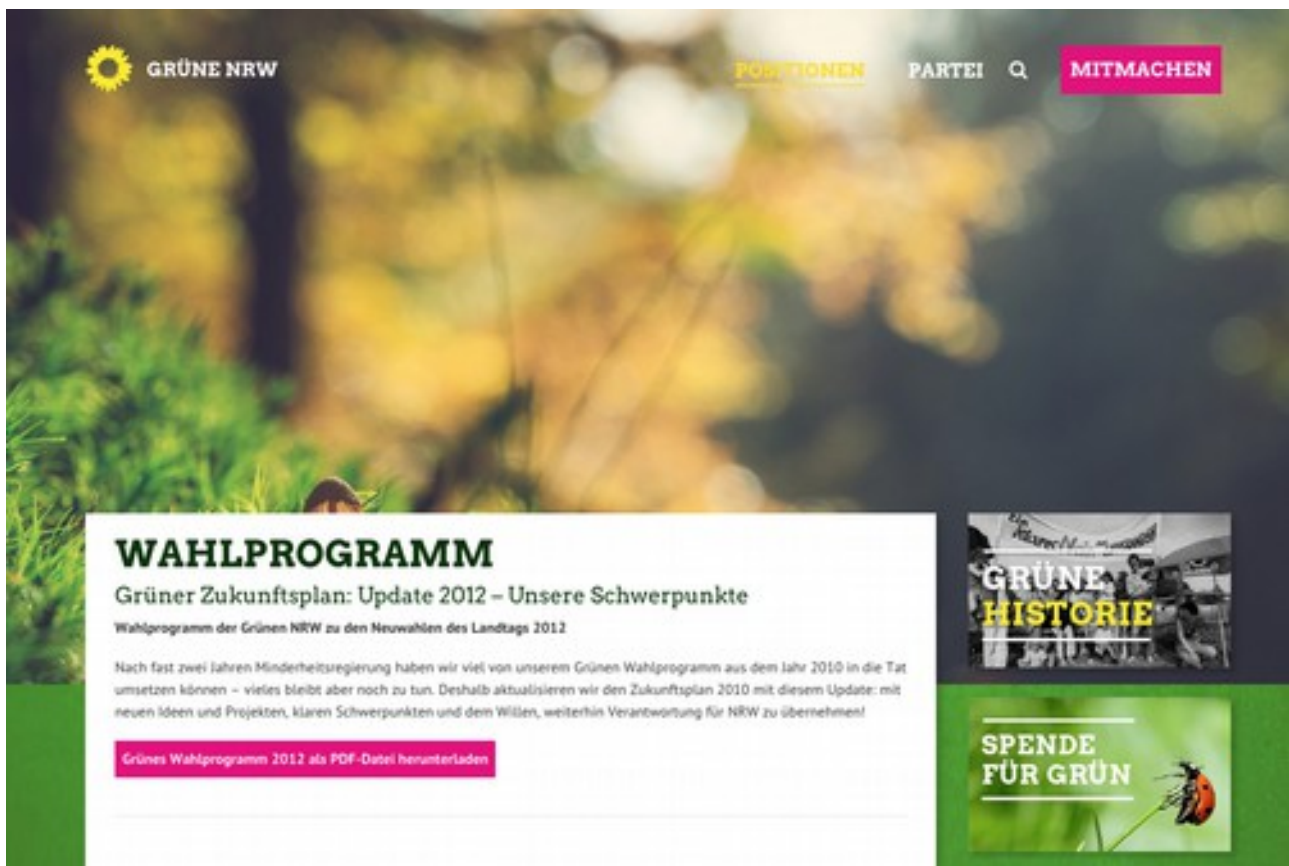 GRÜNE NRW
POSITIONEN
PARTEI
MITMACHEN
WAHLPROGRAMM
Grüner Zukunftsplan: Update 2012 – Unsere Schwerpunkte
Wahlprogramm der Grünen NRW zu den Neuwahlen des Landtags 2012
Nach fast zwei Jahren Minderheitsregierung haben wir viel von unserem Grünen Wahlprogramm aus dem Jahr 2010 in die Tat
umsetzen können – vieles bleibt aber noch zu tun. Deshalb aktualisieren wir den Zukunftsplan 2010 mit diesem Update: mit
neuen Ideen und Projekten, klaren Schwerpunkten und dem Willen, weiterhin Verantwortung für NRW zu übernehmen!
Grünes Wahlprogramm 2012 als PDF-Datei herunterladen
GRÜNE
HISTORIE
SPENDE
FÜR GRÜN